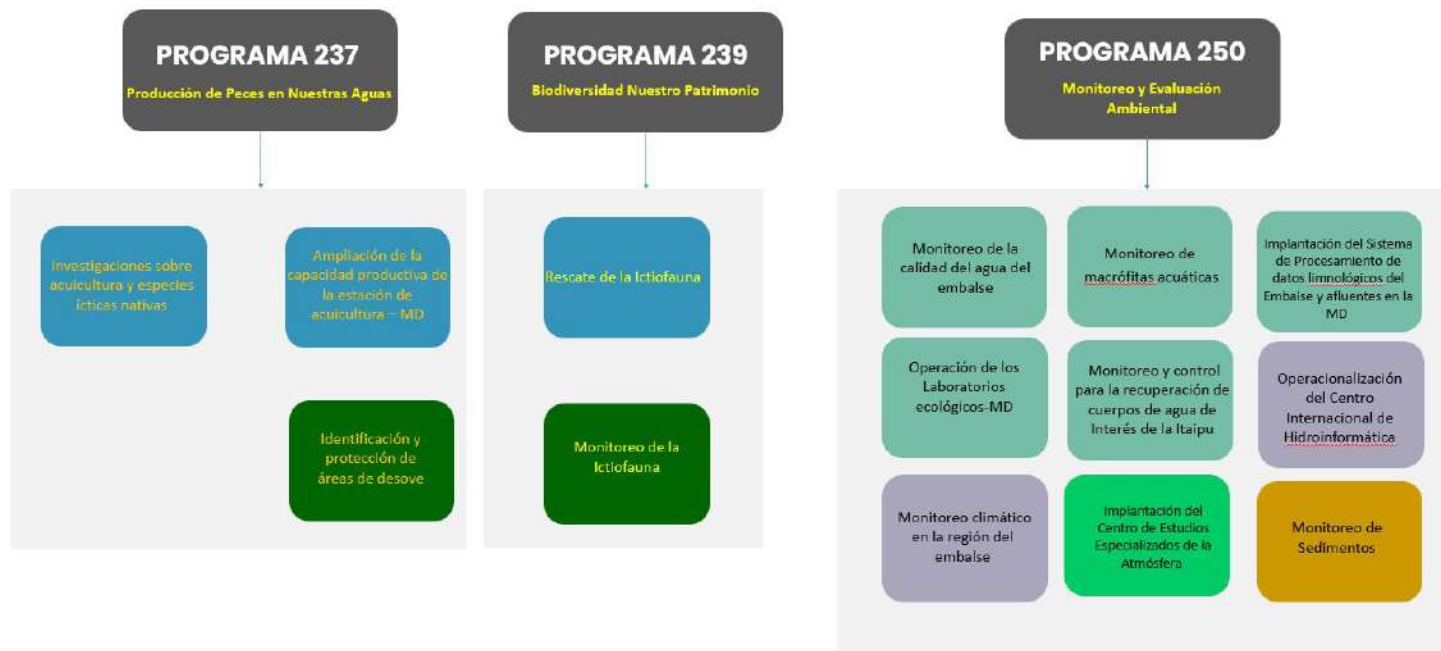 PROGRAMA 237
Producción de Peces en Nuestras Aguas
Investigaciones sobre
acuicultura y especies
ícticas nativas
Ampliación de la
capacidad productiva de
la estación de
acuicultura – MD
Identificación y
protección de
áreas de desove
PROGRAMA 239
Biodiversidad Nuestro Patrimonio
Rescate de la Ictiofauna
Monitoreo de la
Ictiofauna
PROGRAMA 250
Monitoreo y Evaluación
Ambiental
Monitoreo de la
calidad del agua del
embalse
Monitoreo de
macrófitas acuáticas
Implantación del Sistema
de Procesamiento de
datos limnológicos del
Embalse y afluentes en la
MD
Operación de los
Laboratorios
ecológicos-MD
Monitoreo y control
para la recuperación de
cuerpos de agua de
Interés de la Itaipu
Operacionalización
del Centro
Internacional de
Hidroinformática
Monitoreo climático
en la región del
embalse
Implantación del
Centro de Estudios
Especializados de la
Atmósfera
Monitoreo de
Sedimentos